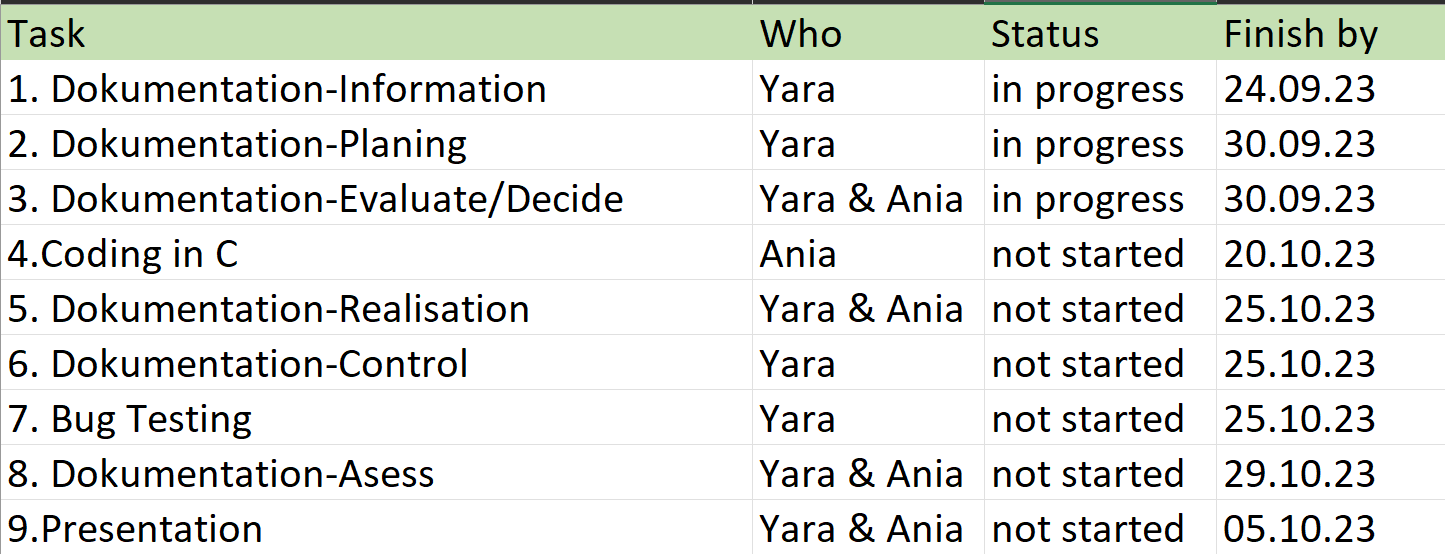 Task Who Status Finish by
1. Dokumentation-Information Yara in progress 24.09.23
2. Dokumentation-Planing Yara in progress 30.09.23
3. Dokumentation-Evaluate/Decide Yara & Ania in progress 30.09.23
4.Coding in C Ania not started 20.10.23
5. Dokumentation-Realisation Yara & Ania not started 25.10.23
6. Dokumentation-Control Yara not started 25.10.23
7. Bug Testing Yara not started 25.10.23
8. Dokumentation-Asess Yara & Ania not started 29.10.23
9.Presentation Yara & Ania not started 05.10.23